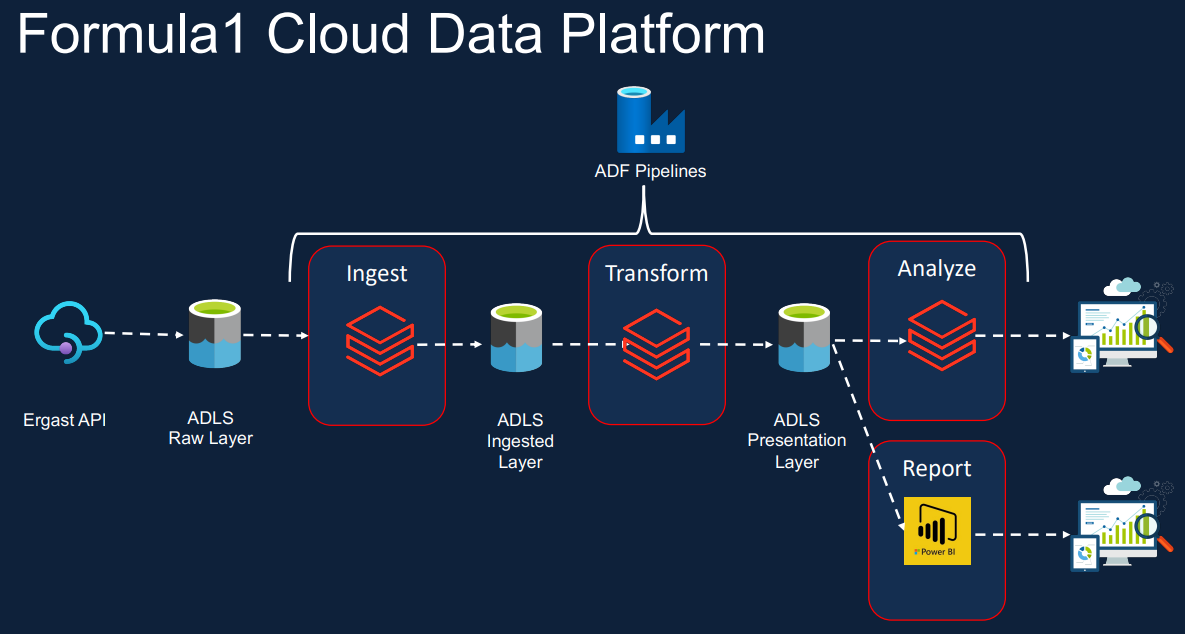 Formula1 Cloud Data Platform
ADF Pipelines
Ingest
Transform
Analyze
Ergast API
ADLS
Raw Layer
ADLS
Ingested
Layer
ADLS
Presentation
Layer
Report
Power BI